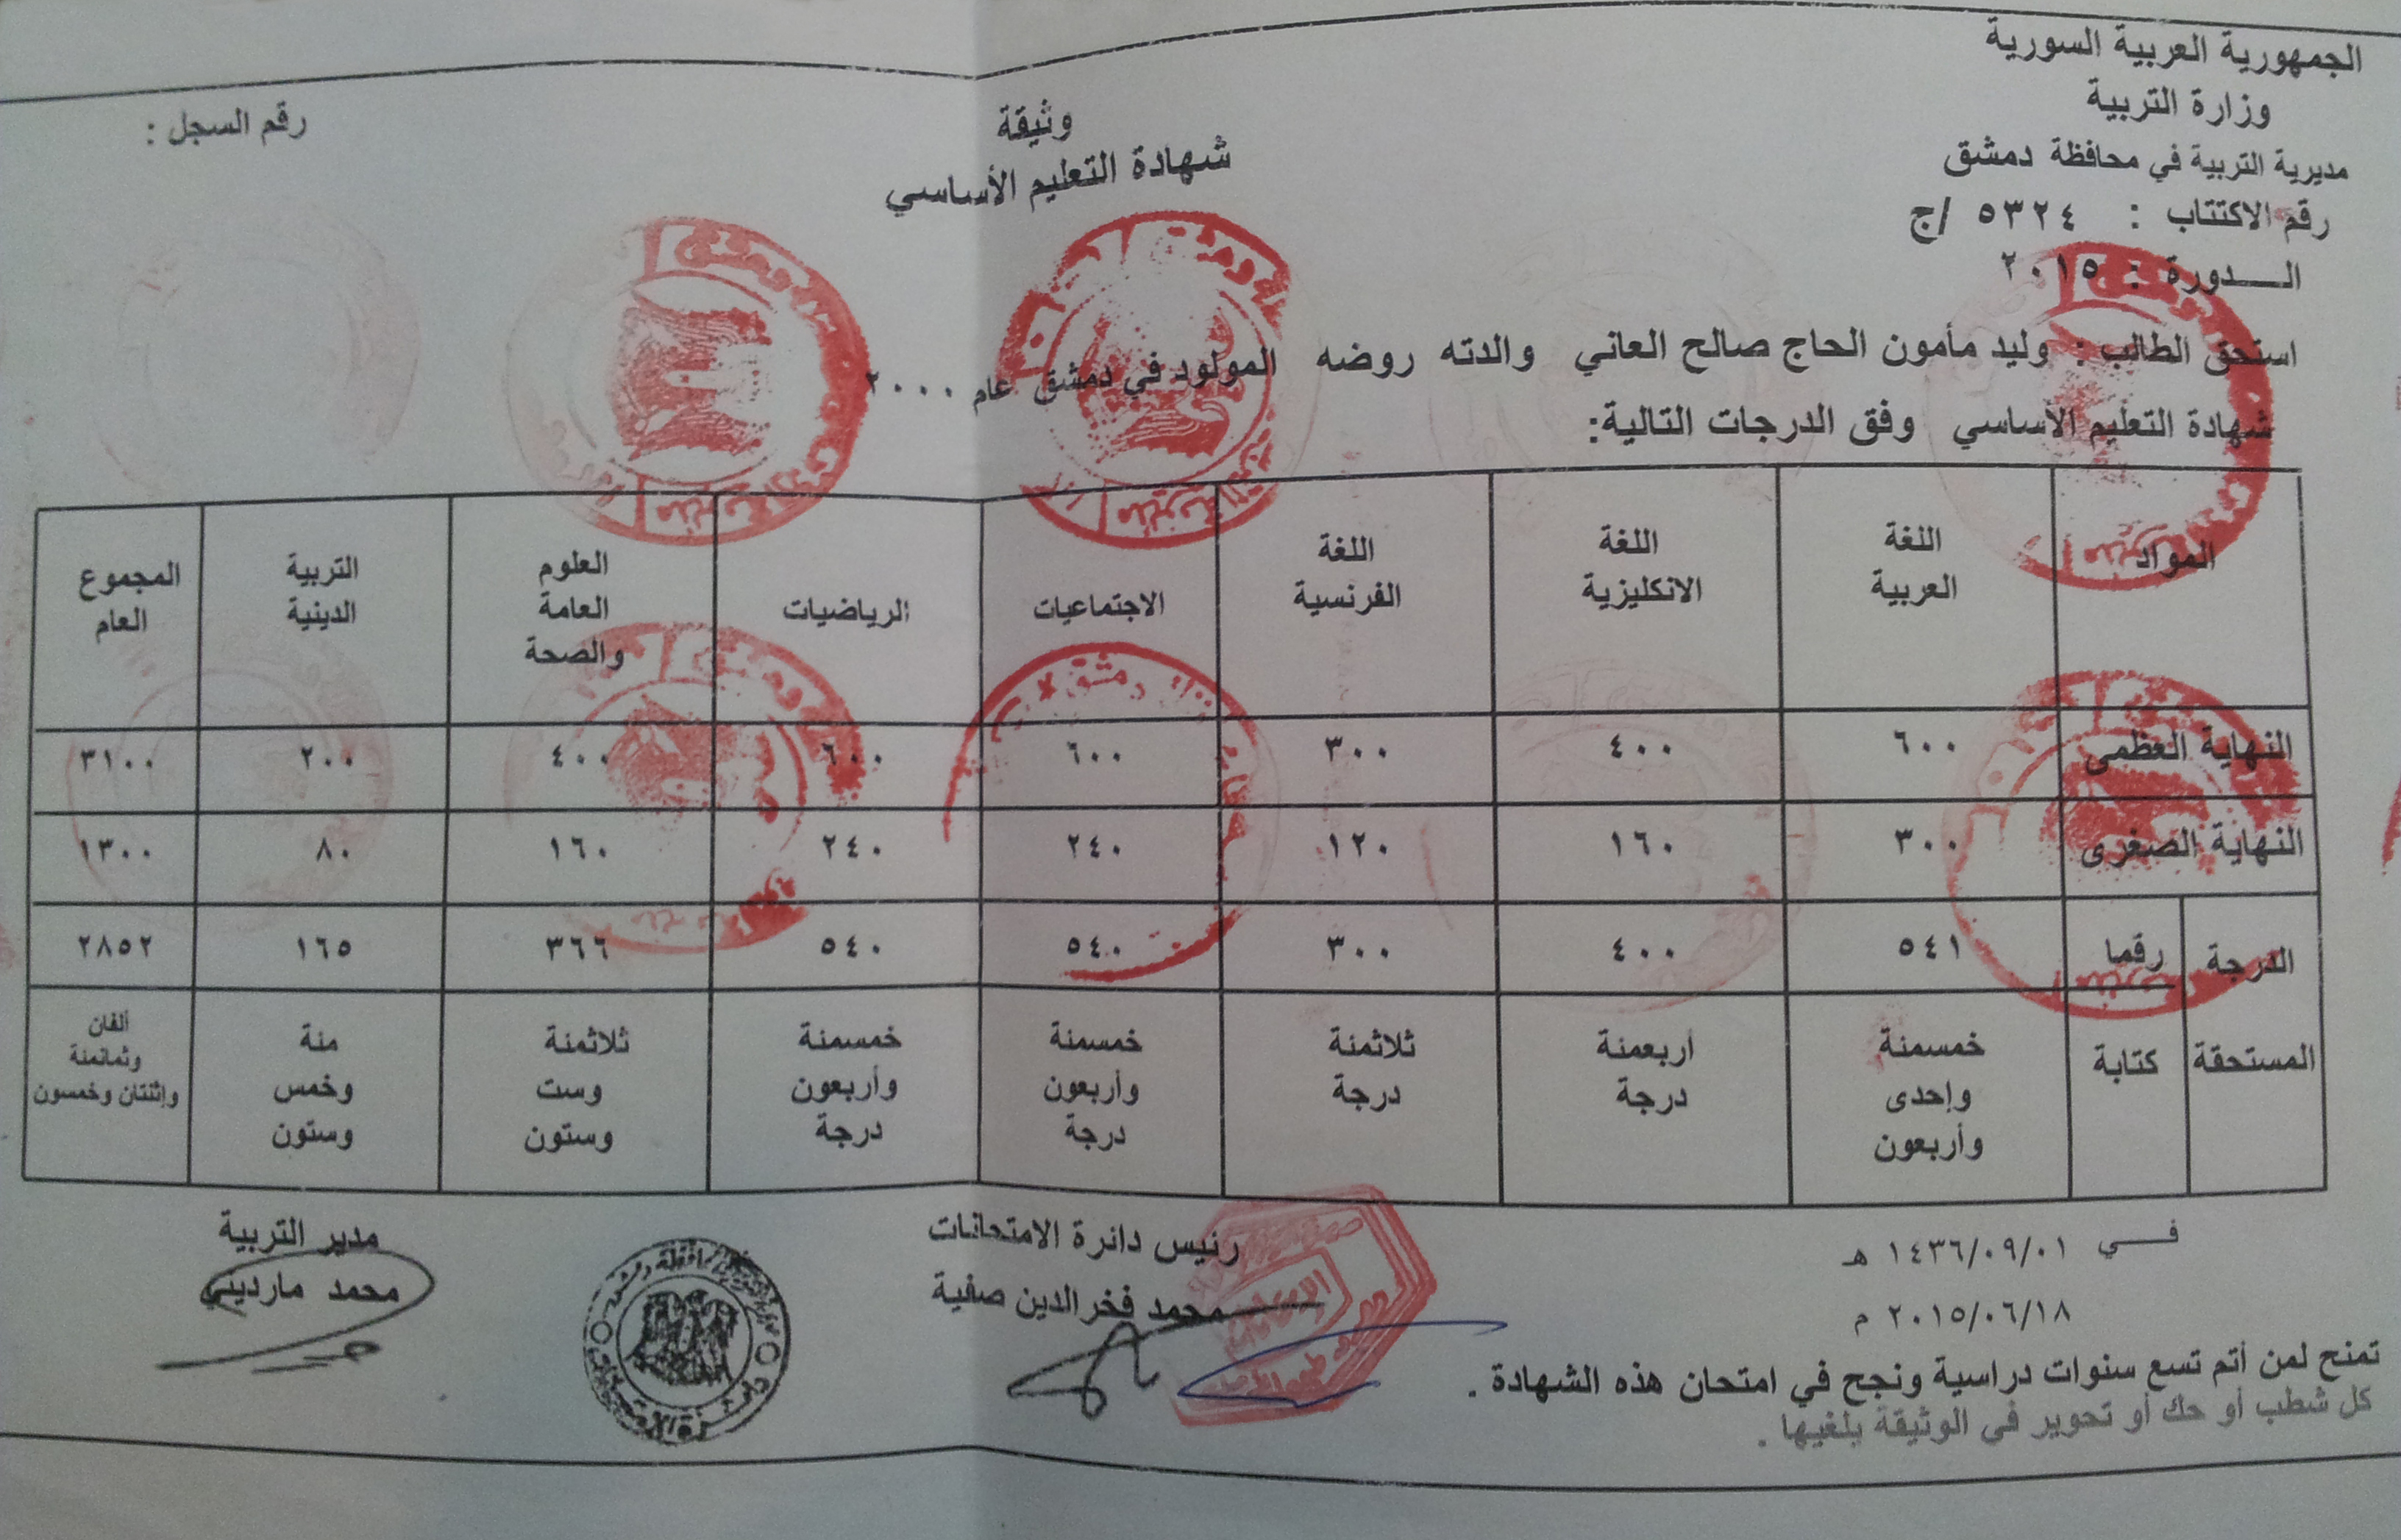 الجمهورية العربية السورية
وزارة التربية
مديرية التربية في محافظة دمشق
رقم الاكتتاب : ٥٣٢٤ /ج
الـــــدورة : ٢٠١٥
وثيقة
شهادة التعليم الأساسي
رقم السجل :
استحق الطالب : وليد مأمون الحاج صالح العاني والدته روضه المولود في دمشق عام ٢٠٠٠
شهادة التعليم الأساسي وفق الدرجات التالية:
المواد اللغة العربية اللغة الانكليزية اللغة الفرنسية الاجتماعيات الرياضيات العلوم العامة والصحة التربية الدينية المجموع العام
النهاية العظمى ٦٠٠ ٤٠٠ ٣٠٠ ٦٠٠ ٦٠٠ ٤٠٠ ٢٠٠ ٣١٠٠
النهاية الصغرى ٣٠٠ ١٦٠ ١٢٠ ٢٤٠ ٢٤٠ ١٦٠ ٨٠ ١٣٠٠
الدرجة رقما ٥٤١ ٤٠٠ ٣٠٠ ٥٤٠ ٥٤٠ ٣٦٦ ١٦٥ ٢٨٥٢
المستحقة كتابة خمسمئة وإحدى وأربعون أربعمئة درجة ثلاثمئة درجة خمسمئة وأربعون درجة خمسمئة وأربعون درجة ثلاثمئة وست وستون مئة وخمس وستون ألفان وثمانمئة وإثنتان وخمسون
فـــي ١٤٣٦/٠٩/٠١ هـ
٢٠١٥/٠٦/١٨ م
رئيس دائرة الامتحانات
محمد فخرالدين صفية
مدير التربية
محمد مارديني
تمنح لمن أتم تسع سنوات دراسية ونجح في امتحان هذه الشهادة .
كل شطب أو حك أو تحوير في الوثيقة يلغيها .